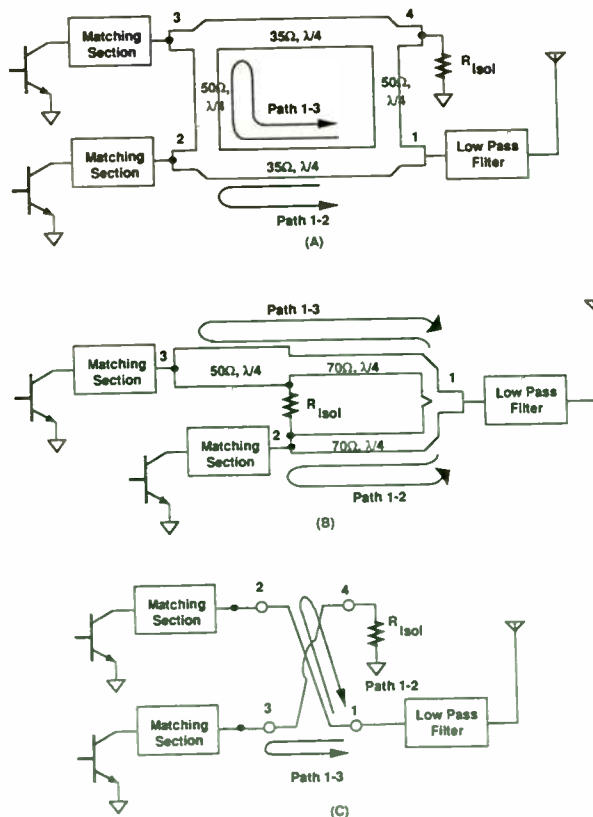 3
4
Matching
Section
35Ω, λ/4
R Isol
50Ω,
λ/4
50Ω,
λ/4
Path 1-3
2
1
Matching
Section
Low Pass
Filter
35Ω, λ/4
Path 1-2
(A)
Path 1-3
Matching
Section
3
50Ω, λ/4
70Ω, λ/4
1
R Isol
Low Pass
Filter
2
Matching
Section
70Ω, λ/4
Path 1-2
(B)
2
4
Matching
Section
R Isol
Path 1-2
3
1
Matching
Section
Low Pass
Filter
Path 1-3
(C)